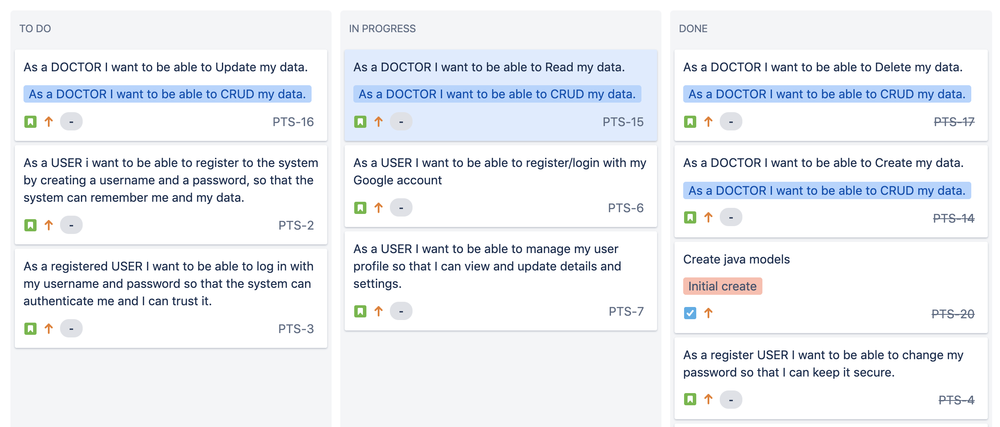 TO DO
As a DOCTOR I want to be able to Update my data.
As a DOCTOR I want to be able to CRUD my data.
-
PTS-16
As a USER i want to be able to register to the system
by creating a username and a password, so that the
system can remember me and my data.
-
PTS-2
As a registered USER I want to be able to log in with
my username and password so that the system can
authenticate me and I can trust it.
-
PTS-3
IN PROGRESS
As a DOCTOR I want to be able to Read my data.
As a DOCTOR I want to be able to CRUD my data.
-
PTS-15
As a USER I want to be able to register/login with my
Google account
-
PTS-6
As a USER I want to be able to manage my user
profile so that I can view and update details and
settings.
-
PTS-7
DONE
As a DOCTOR I want to be able to Delete my data.
As a DOCTOR I want to be able to CRUD my data.
-
PTS-17
As a DOCTOR I want to be able to Create my data.
As a DOCTOR I want to be able to CRUD my data.
-
PTS-14
Create java models
Initial create
PTS-20
As a register USER I want to be able to change my
password so that I can keep it secure.
-
PTS-4